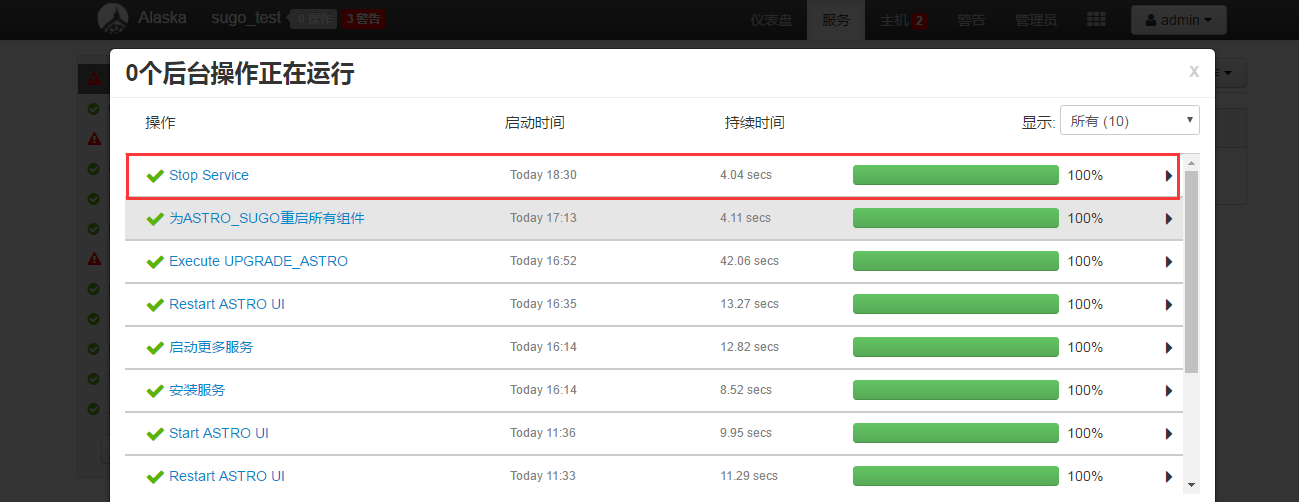 Alaska sugo_test 0 操作 3 警告 仪表盘 服务 主机 2 警告 管理员 admin
0个后台操作正在运行 x
操作 启动时间 持续时间 显示: 所有 (10)
Stop Service Today 18:30 4.04 secs 100%
为ASTRO_SUGO重启所有组件 Today 17:13 4.11 secs 100%
Execute UPGRADE_ASTRO Today 16:52 42.06 secs 100%
Restart ASTRO UI Today 16:35 13.27 secs 100%
启动更多服务 Today 16:14 12.82 secs 100%
安装服务 Today 16:14 8.52 secs 100%
Start ASTRO UI Today 11:36 9.95 secs 100%
Restart ASTRO UI Today 11:33 11.29 secs 100%